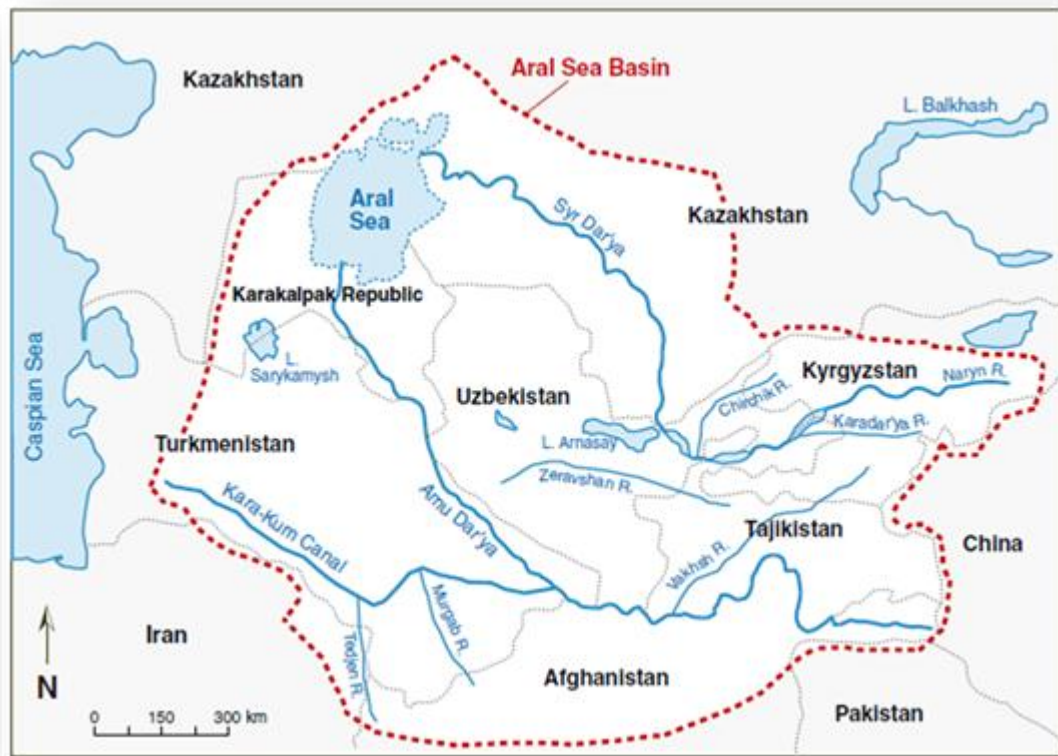 Kazakhstan
Aral Sea Basin
L. Balkhash
Aral
Sea
Syr Dar'ya
Kazakhstan
Karakalpak Republic
L.
Sarykamysh
Caspian Sea
Uzbekistan
Chirchik R.
Kyrgyzstan
Naryn R.
Karadar'ya R.
L. Arnasay
Turkmenistan
Zeravshan R.
Kara-Kum Canal
Amu Dar'ya
Tajikistan
Vakhsh R.
China
Iran
Tedjen R.
Murgab R.
Afghanistan
Pakistan
N
0 150 300 km